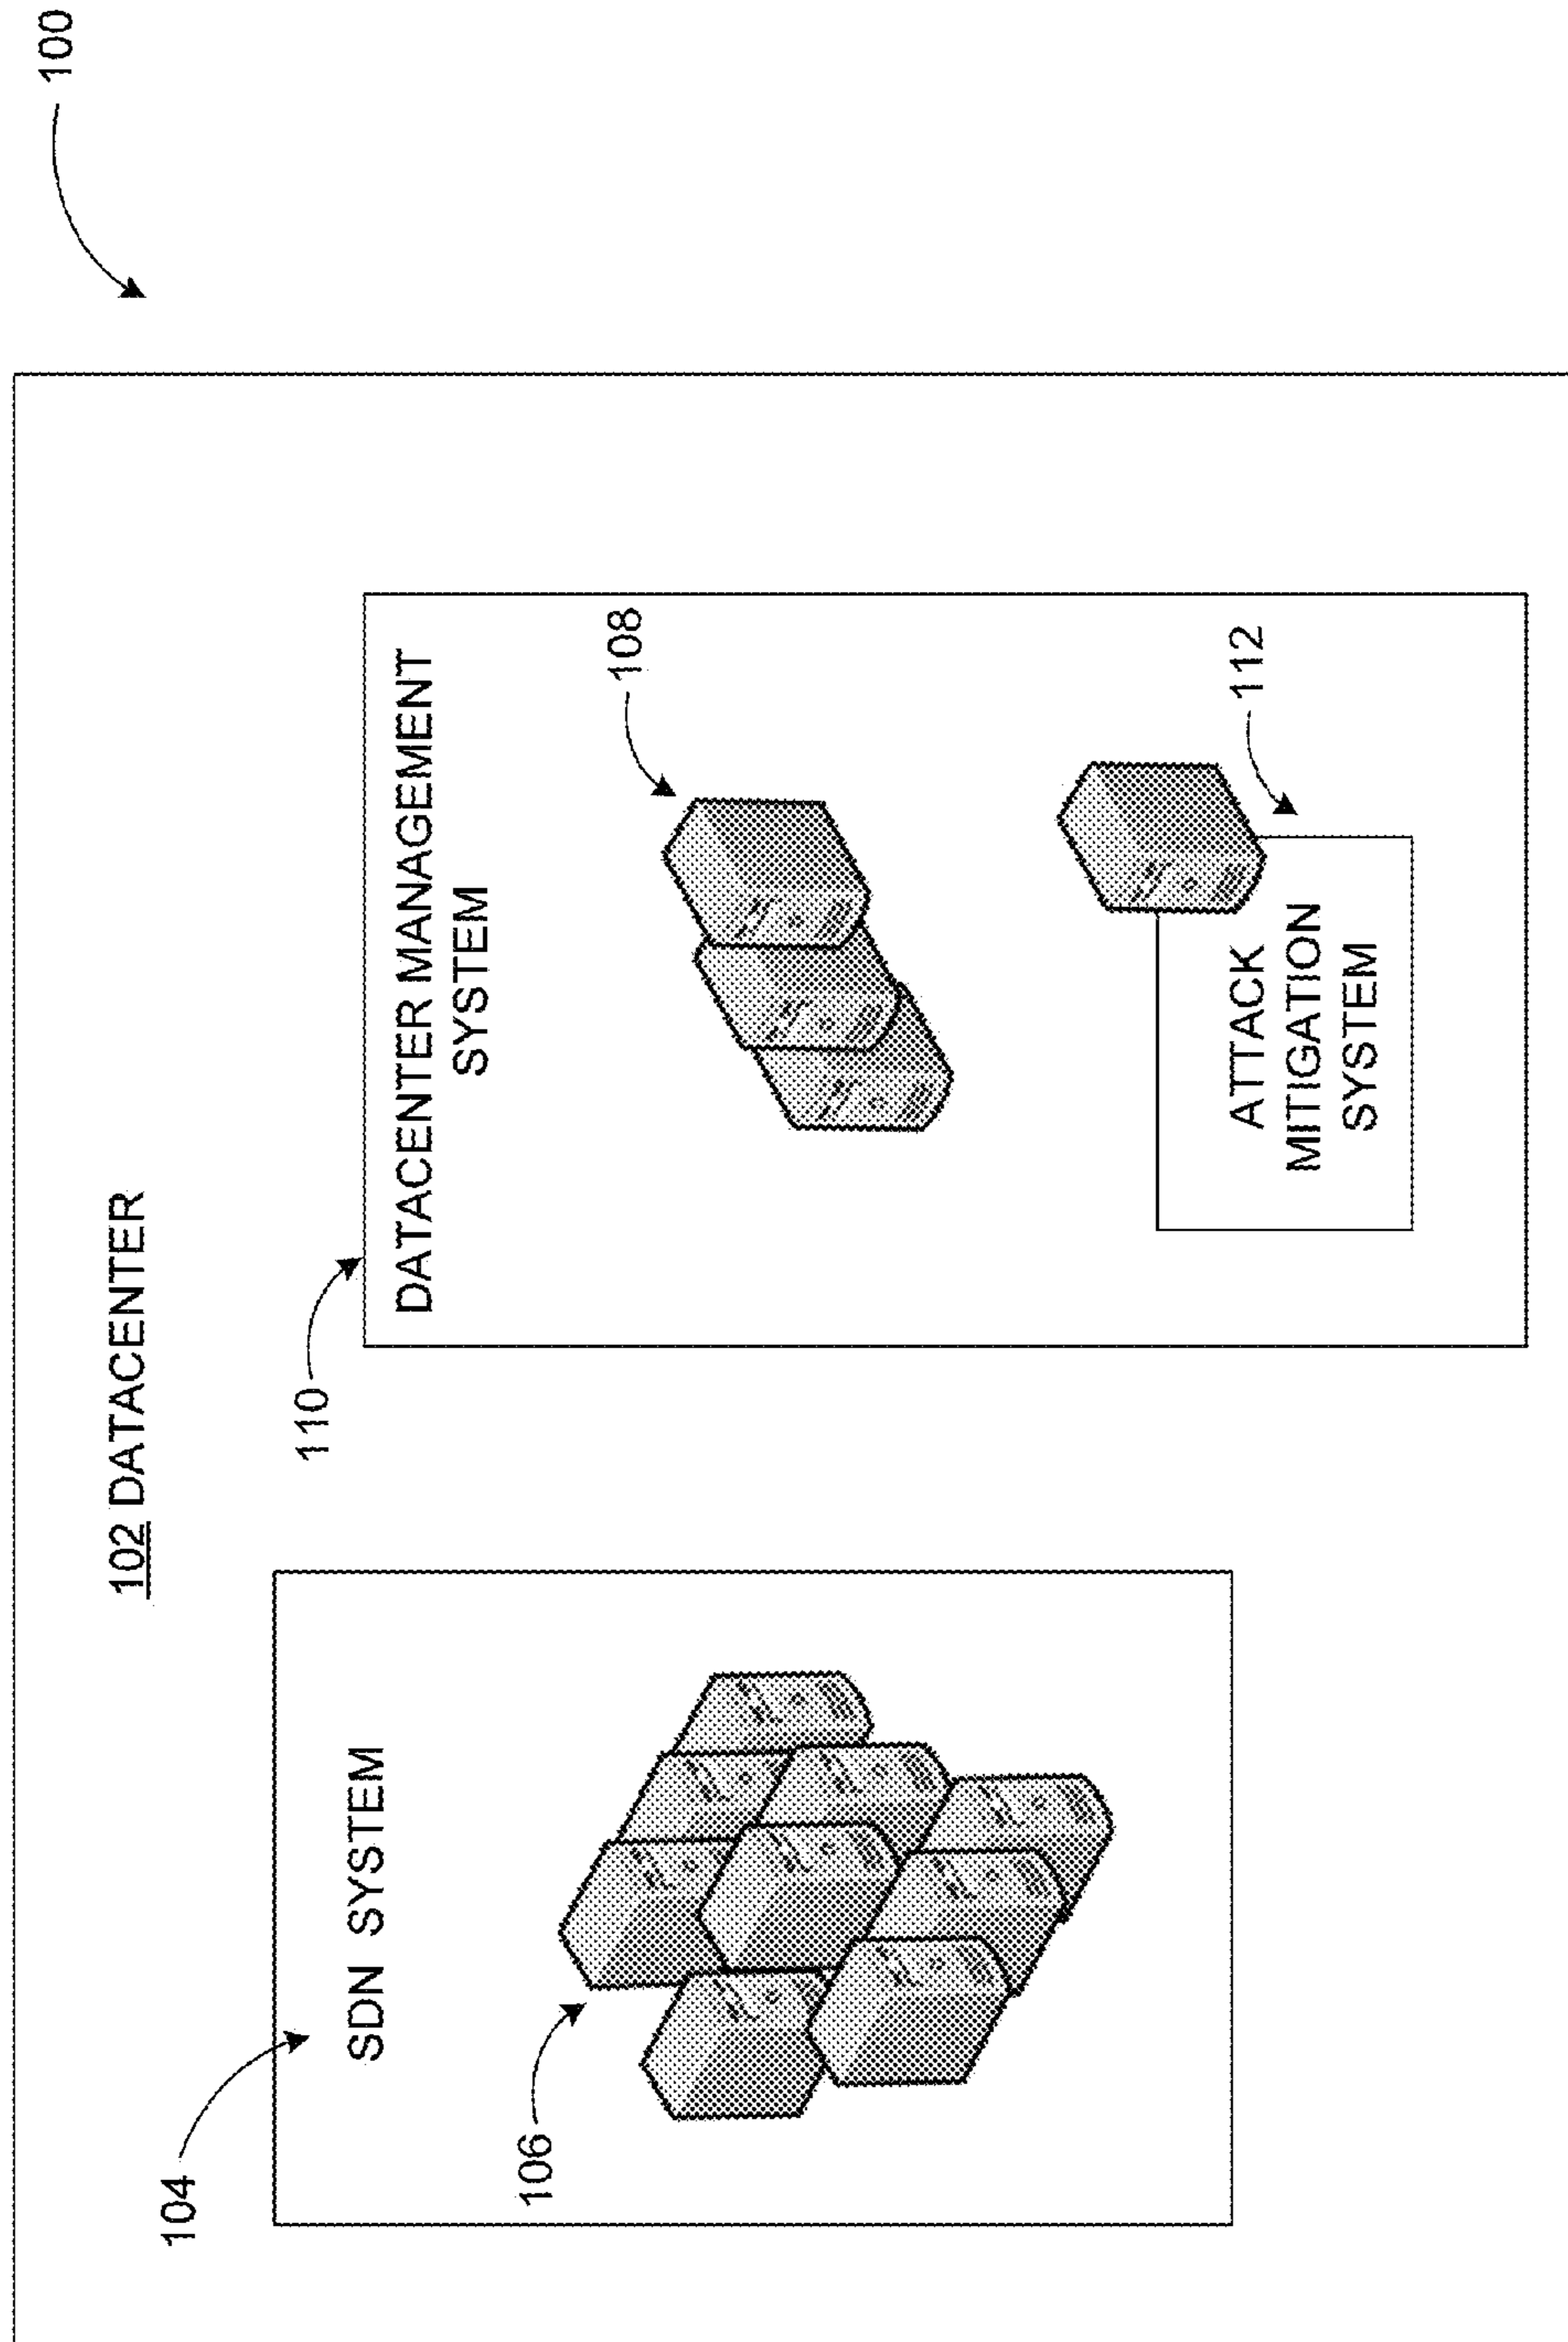 100
102 DATACENTER
104
SDN SYSTEM
106
110
DATACENTER MANAGEMENT
SYSTEM
108
112
ATTACK
MITIGATION
SYSTEM